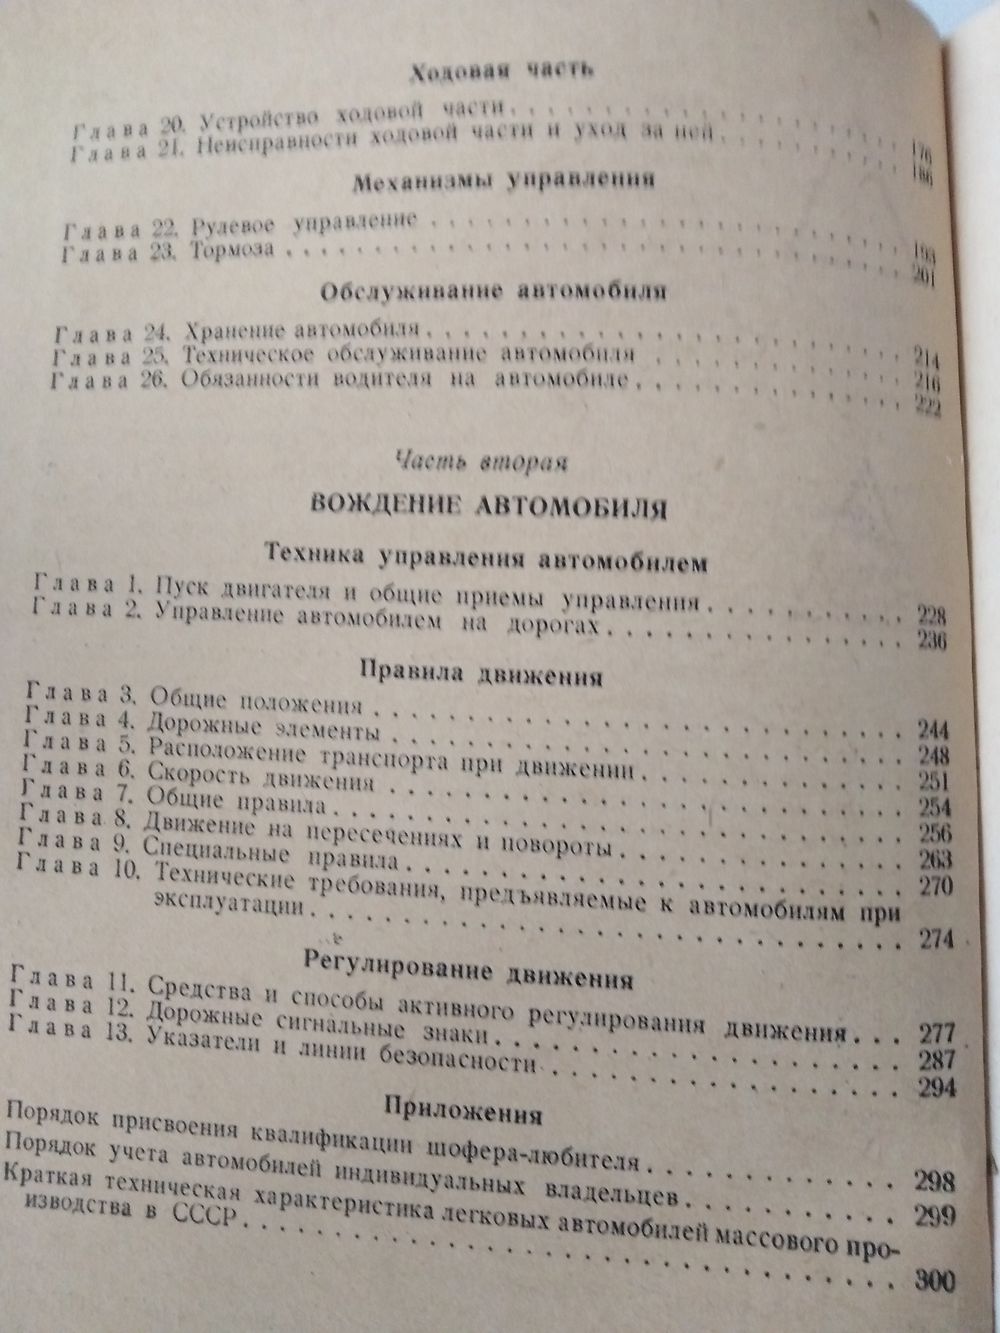 Ходовая часть
Глава 20. Устройство ходовой части . . . . . . . . . . . . . . . . 176
Глава 21. Неисправности ходовой части и уход за ней . . . . . . . . 186
Механизмы управления
Глава 22. Рулевое управление . . . . . . . . . . . . . . . . . . 193
Глава 23. Тормоза . . . . . . . . . . . . . . . . . . . . . . . 201
Обслуживание автомобиля
Глава 24. Хранение автомобиля . . . . . . . . . . . . . . . . . . 214
Глава 25. Техническое обслуживание автомобиля . . . . . . . . . . 216
Глава 26. Обязанности водителя на автомобиле . . . . . . . . . . . 222
Часть вторая
ВОЖДЕНИЕ АВТОМОБИЛЯ
Техника управления автомобилем
Глава 1. Пуск двигателя и общие приемы управления . . . . . . . . 228
Глава 2. Управление автомобилем на дорогах . . . . . . . . . . . 236
Правила движения
Глава 3. Общие положения . . . . . . . . . . . . . . . . . . . . 244
Глава 4. Дорожные элементы . . . . . . . . . . . . . . . . . . . 248
Глава 5. Расположение транспорта при движении . . . . . . . . . . 251
Глава 6. Скорость движения . . . . . . . . . . . . . . . . . . . 254
Глава 7. Общие правила . . . . . . . . . . . . . . . . . . . . . 256
Глава 8. Движение на пересечениях и повороты . . . . . . . . . . . 263
Глава 9. Специальные правила . . . . . . . . . . . . . . . . . . 270
Глава 10. Технические требования, предъявляемые к автомобилям при
эксплуатации . . . . . . . . . . . . . . . . . . . . . 274
Регулирование движения
Глава 11. Средства и способы активного регулирования движения . . . 277
Глава 12. Дорожные сигнальные знаки . . . . . . . . . . . . . . . 287
Глава 13. Указатели и линии безопасности . . . . . . . . . . . . . 294
Приложения
Порядок присвоения квалификации шофера-любителя . . . . . . . . . 298
Порядок учета автомобилей индивидуальных владельцев . . . . . . . . 299
Краткая техническая характеристика легковых автомобилей массового про-
изводства в СССР . . . . . . . . . . . . . . . . . . . . . . . 300